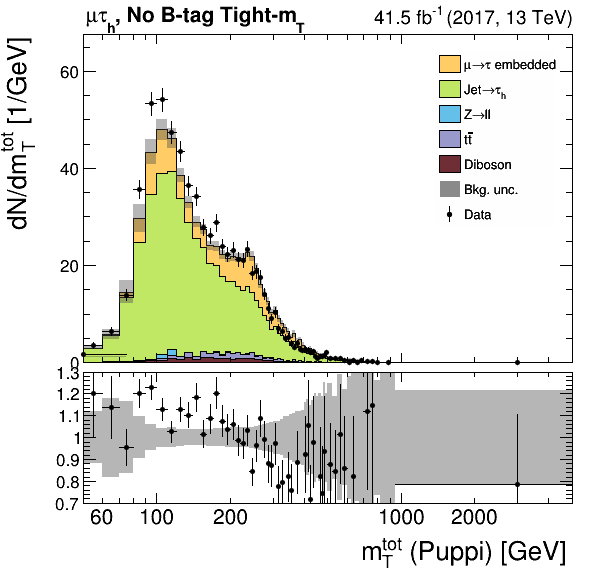 μτh, No B-tag Tight-mT
41.5 fb-1 (2017, 13 TeV)
dN/dmTtot [1/GeV]
60
40
20
0
μ→τ embedded
Jet→τh
Z→ll
tt̄
Diboson
Bkg. unc.
Data
1.3
1.2
1.1
1
0.9
0.8
0.7
60 100 200 1000 2000
mTtot (Puppi) [GeV]